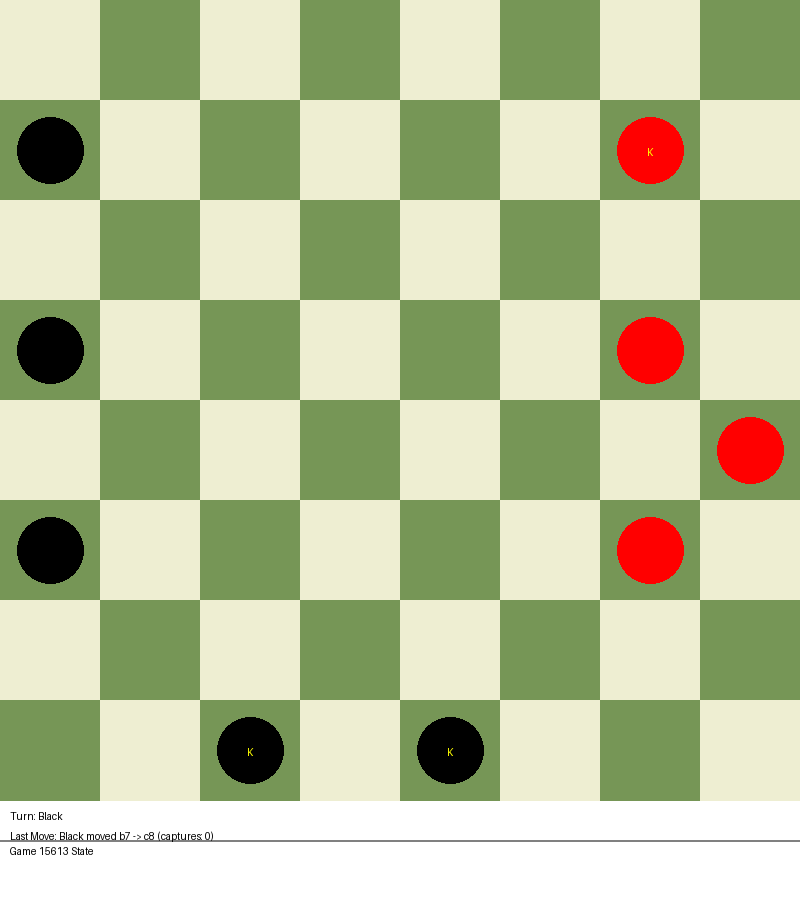 K
K
K
Turn: Black
Last Move: Black moved b7 -> c8 (captures: 0)
Game 15613 State